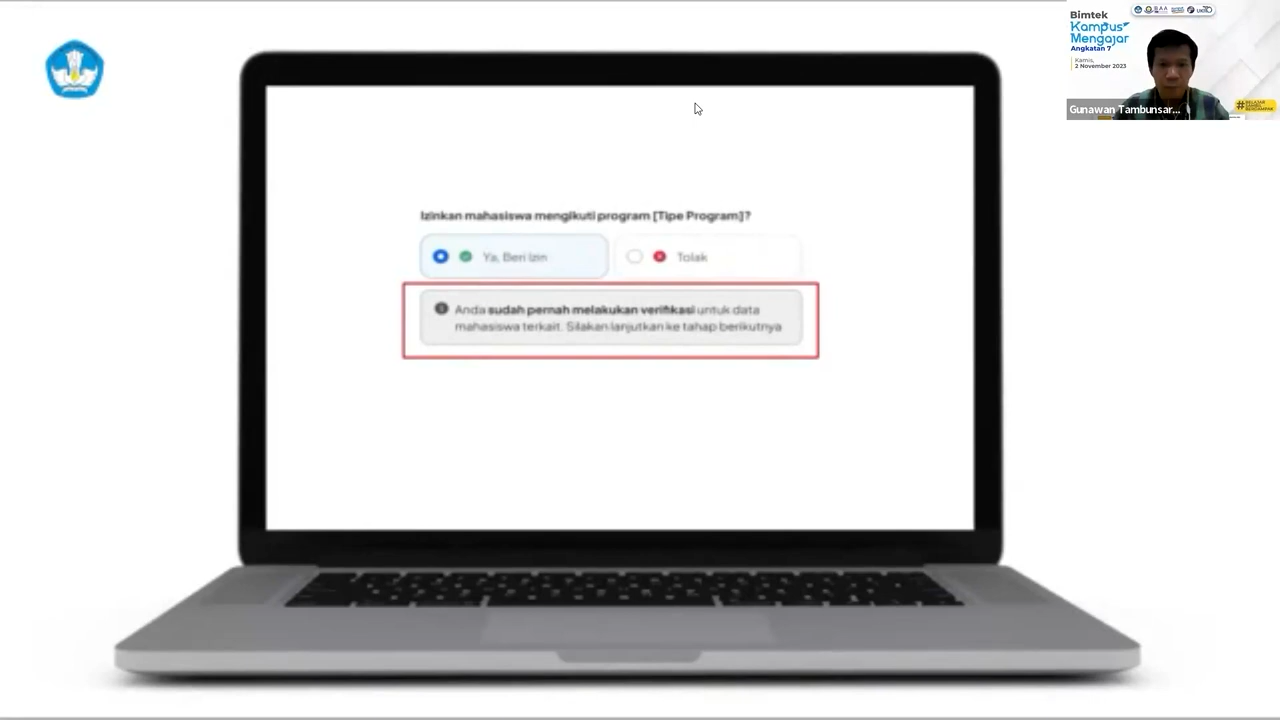 Izinkan mahasiswa mengikuti program [Tipe Program]?
Ya, Beri Izin
Tolak
Anda sudah pernah melakukan verifikasi untuk data
mahasiswa terkait. Silakan lanjutkan ke tahap berikutnya
Bimtek
Kampus
Mengajar
Angkatan 7
Kamis,
2 November 2023
Gunawan Tambunsar...